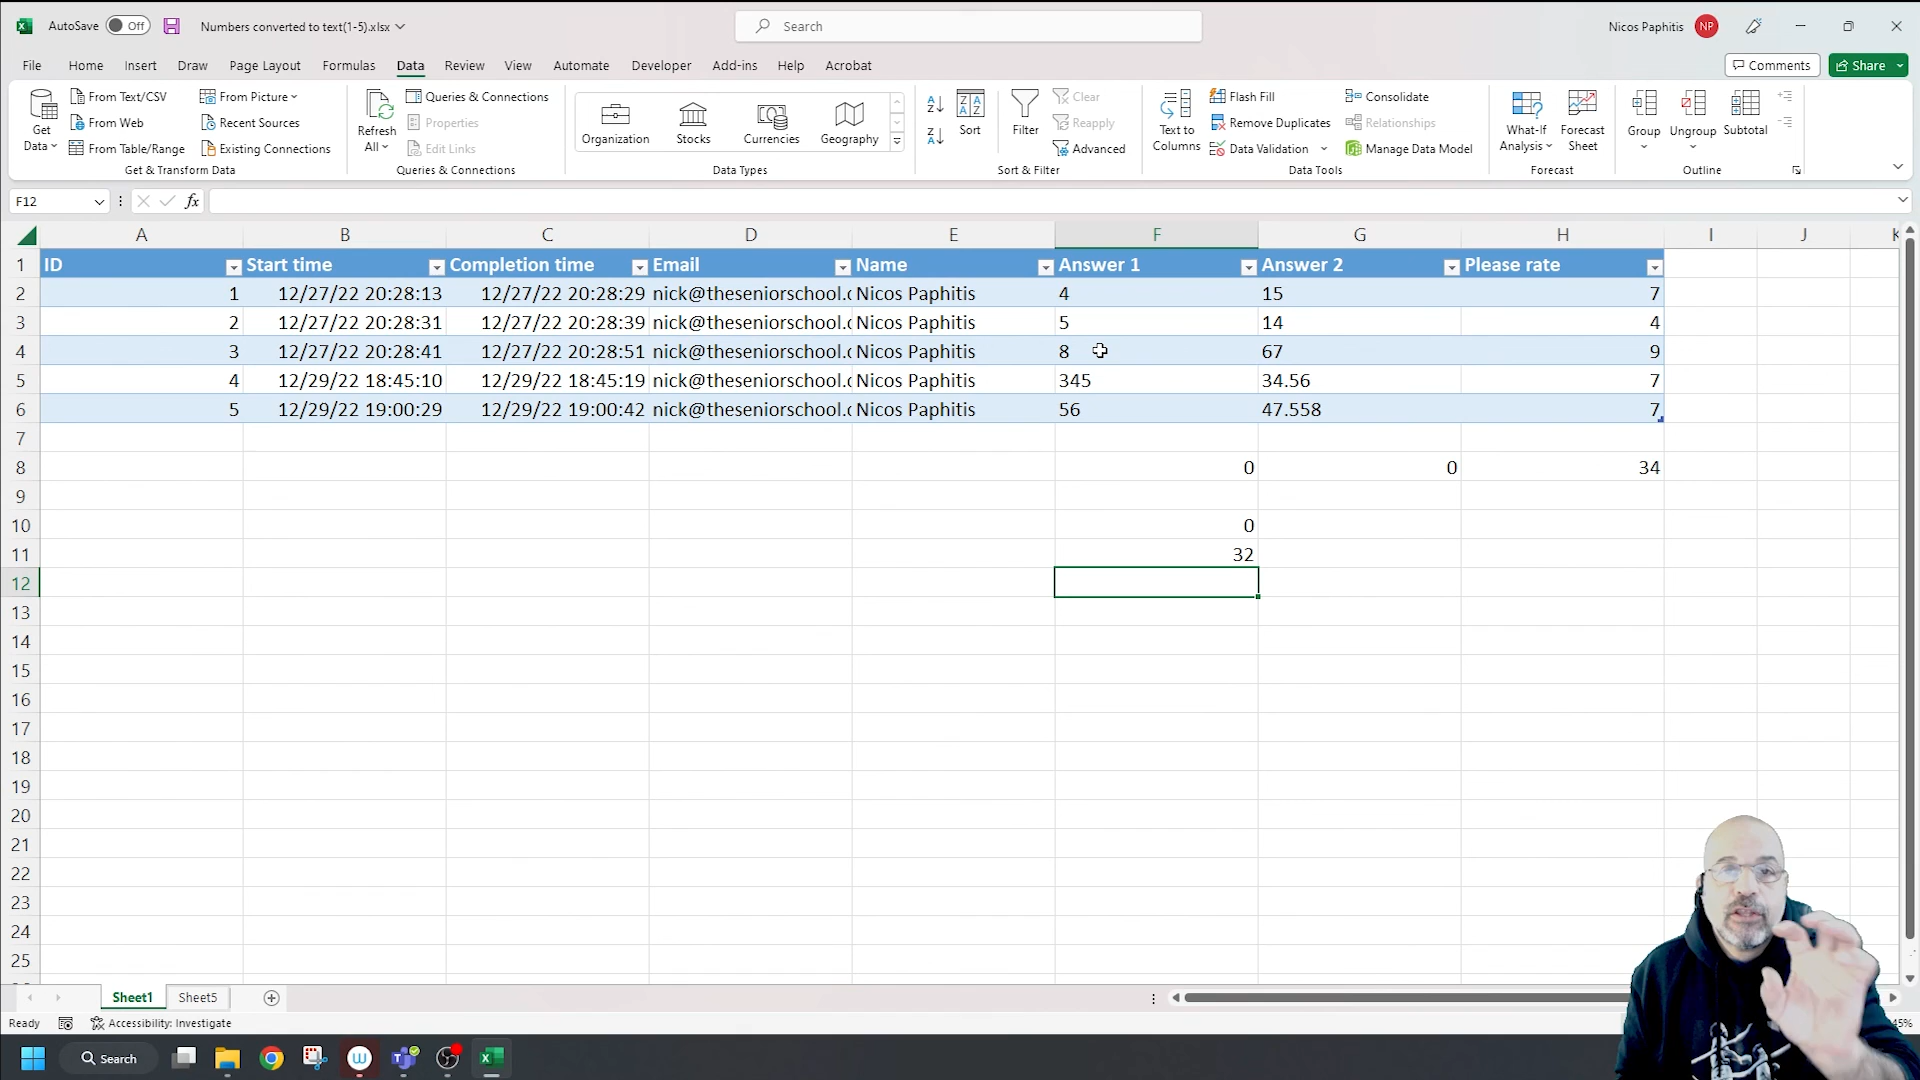 AutoSave Off Numbers converted to text(1-5).xlsx Search Nicos Paphitis NP
File Home Insert Draw Page Layout Formulas Data Review View Automate Developer Add-ins Help Acrobat Comments Share
Get Data
From Text/CSV
From Web
From Table/Range
From Picture
Recent Sources
Existing Connections
Get & Transform Data
Refresh All
Queries & Connections
Properties
Edit Links
Queries & Connections
Organization Stocks Currencies Geography
Data Types
Sort
Filter
Clear
Reapply
Advanced
Sort & Filter
Text to Columns
Flash Fill
Remove Duplicates
Data Validation
Consolidate
Relationships
Manage Data Model
Data Tools
What-If Analysis
Forecast Sheet
Forecast
Group Ungroup Subtotal
Outline
F12 fx
A B C D E F G H I J K
1 ID Start time Completion time Email Name Answer 1 Answer 2 Please rate
2 1 12/27/22 20:28:13 12/27/22 20:28:29 nick@theseniorschool.c Nicos Paphitis 4 15 7
3 2 12/27/22 20:28:31 12/27/22 20:28:39 nick@theseniorschool.c Nicos Paphitis 5 14 4
4 3 12/27/22 20:28:41 12/27/22 20:28:51 nick@theseniorschool.c Nicos Paphitis 8 67 9
5 4 12/29/22 18:45:10 12/29/22 18:45:19 nick@theseniorschool.c Nicos Paphitis 345 34.56 7
6 5 12/29/22 19:00:29 12/29/22 19:00:42 nick@theseniorschool.c Nicos Paphitis 56 47.558 7
7
8 0 0 34
9
10 0
11 32
12
13
14
15
16
17
18
19
20
21
22
23
24
25
Sheet1 Sheet5
Ready Accessibility: Investigate 45%
Search